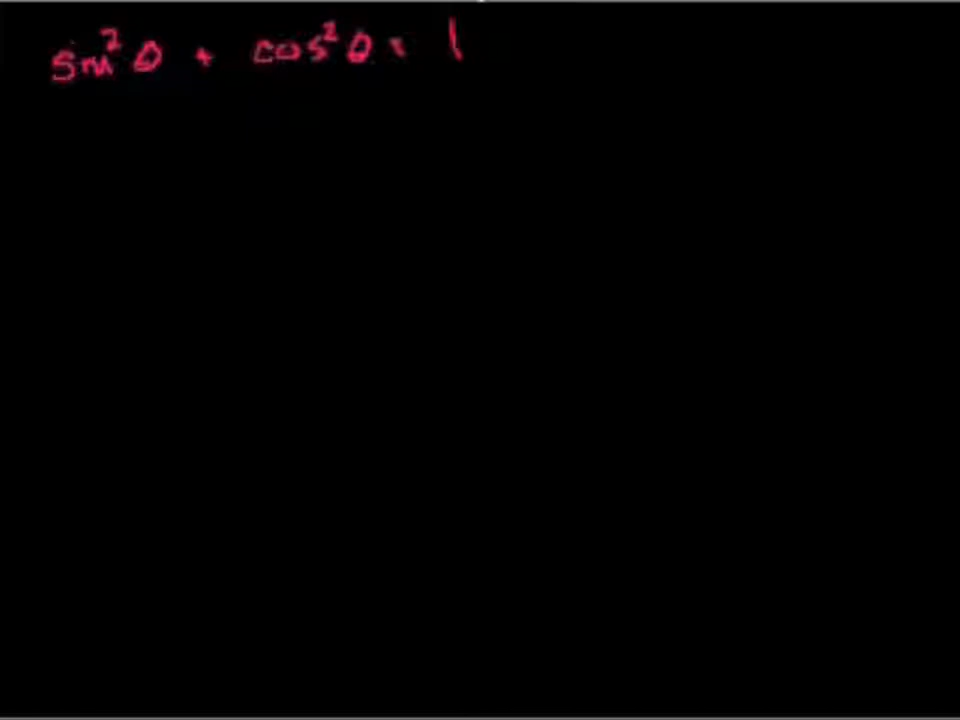 sin²θ + cos²θ = 1